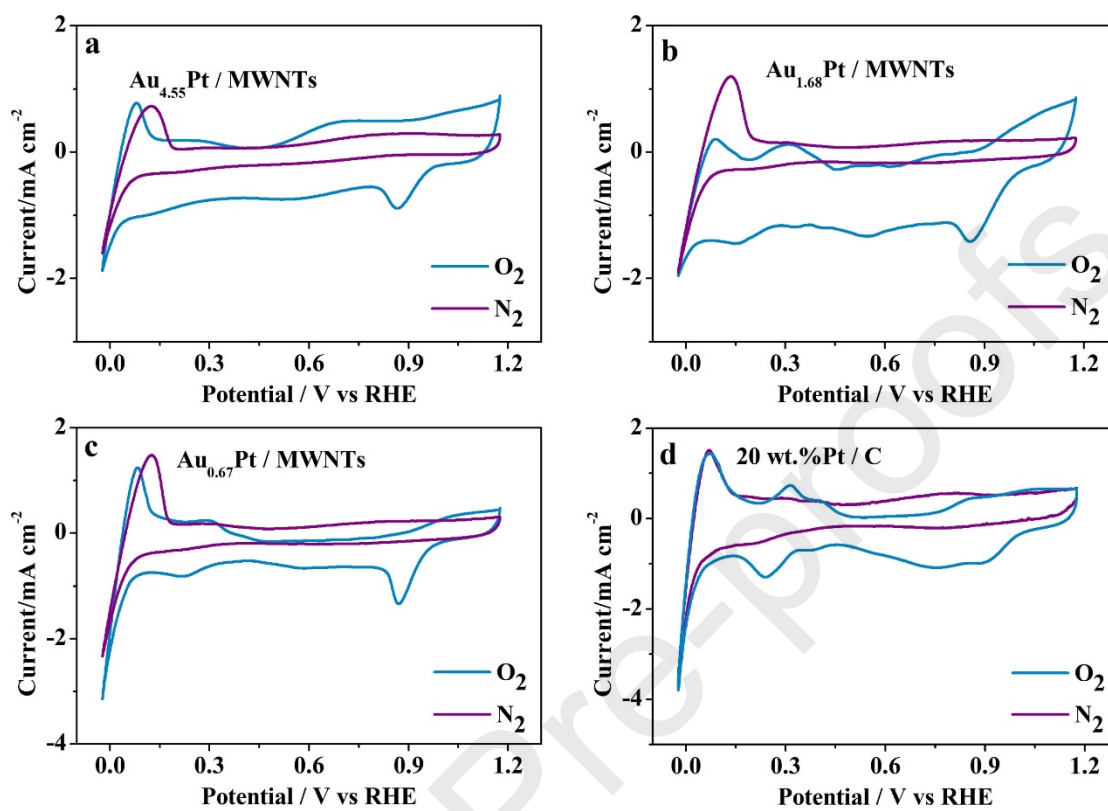 a
Au4.55Pt / MWNTs
Current/mA cm-2
2
0
-2
O2
N2
0.0 0.3 0.6 0.9 1.2
Potential / V vs RHE
b
Au1.68Pt / MWNTs
Current/mA cm-2
2
0
-2
O2
N2
0.0 0.3 0.6 0.9 1.2
Potential / V vs RHE
c
Au0.67Pt / MWNTs
Current/mA cm-2
2
0
-2
-4
O2
N2
0.0 0.3 0.6 0.9 1.2
Potential / V vs RHE
d
20 wt.%Pt / C
Current/mA cm-2
2
0
-2
-4
O2
N2
0.0 0.3 0.6 0.9 1.2
Potential / V vs RHE
Pre-proofs